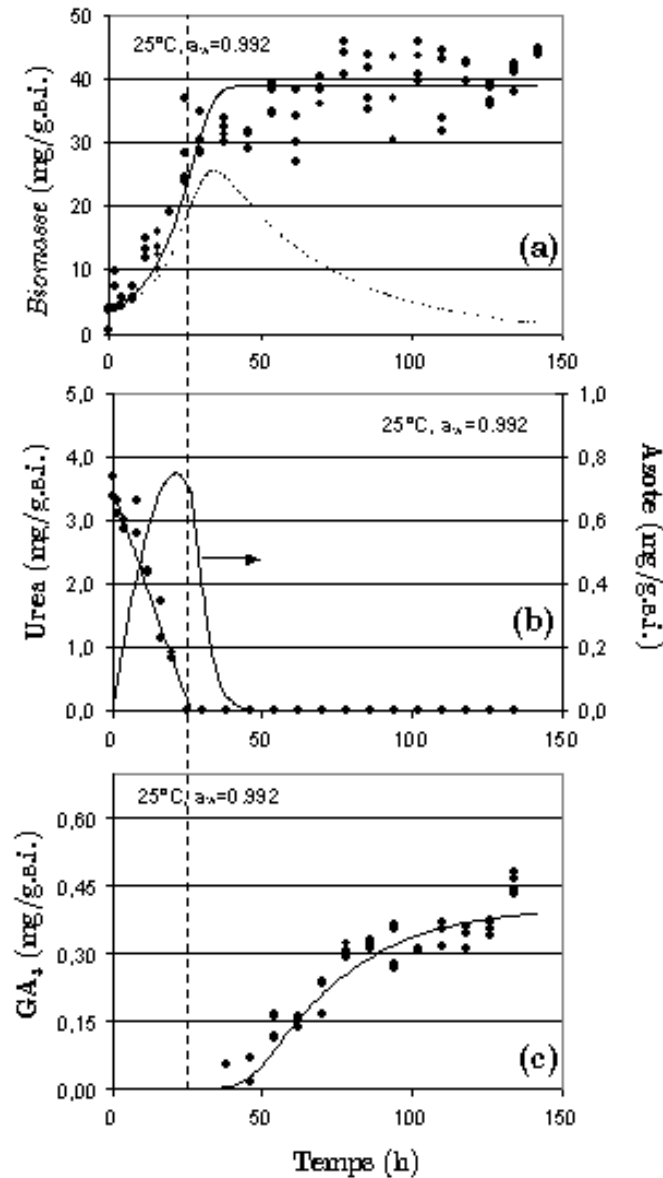 Biomasse (mg/g.s.i.)
50
40
30
20
10
0
25°C, aw=0.992
(a)
0 50 100 150
Urea (mg/g.s.i.)
5,0
4,0
3,0
2,0
1,0
0,0
25°C, aw=0.992
(b)
1,0
0,8
0,6
0,4
0,2
0,0
Azote (mg/g.s.i.)
0 50 100 150
GA3 (mg/g.s.i.)
0,60
0,45
0,30
0,15
0,00
25°C, aw=0.992
(c)
0 50 100 150
Temps (h)